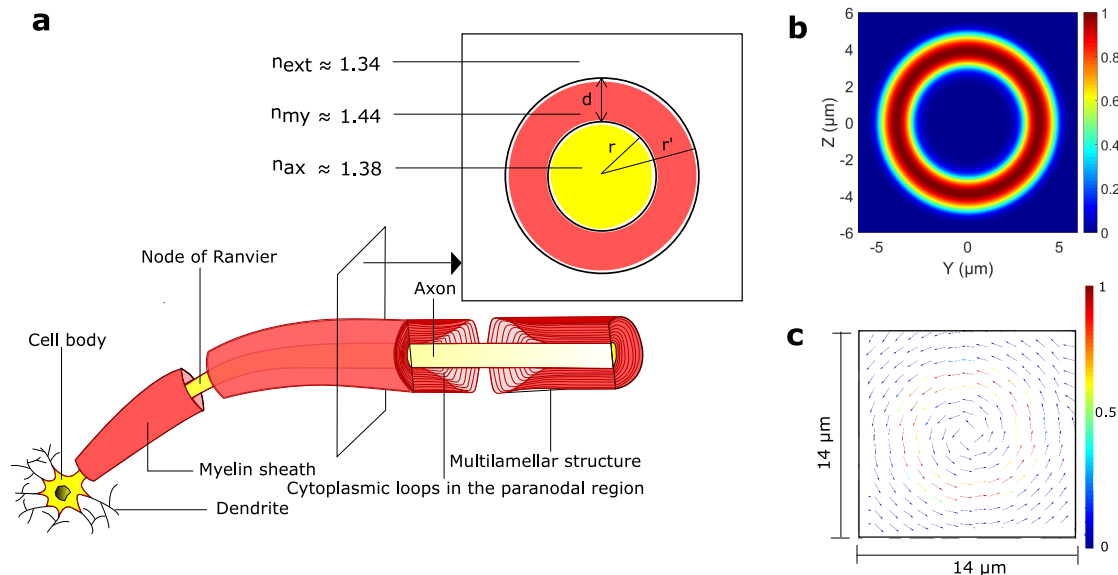 a
n_ext ≈ 1.34
n_my ≈ 1.44
n_ax ≈ 1.38
d
r
r'
Node of Ranvier
Axon
Cell body
Myelin sheath
Multilamellar structure
Cytoplasmic loops in the paranodal region
Dendrite
b
6
4
2
0
-2
-4
-6
Z (µm)
-5
0
5
Y (µm)
1
0.8
0.6
0.4
0.2
0
c
14 µm
14 µm
1
0.5
0